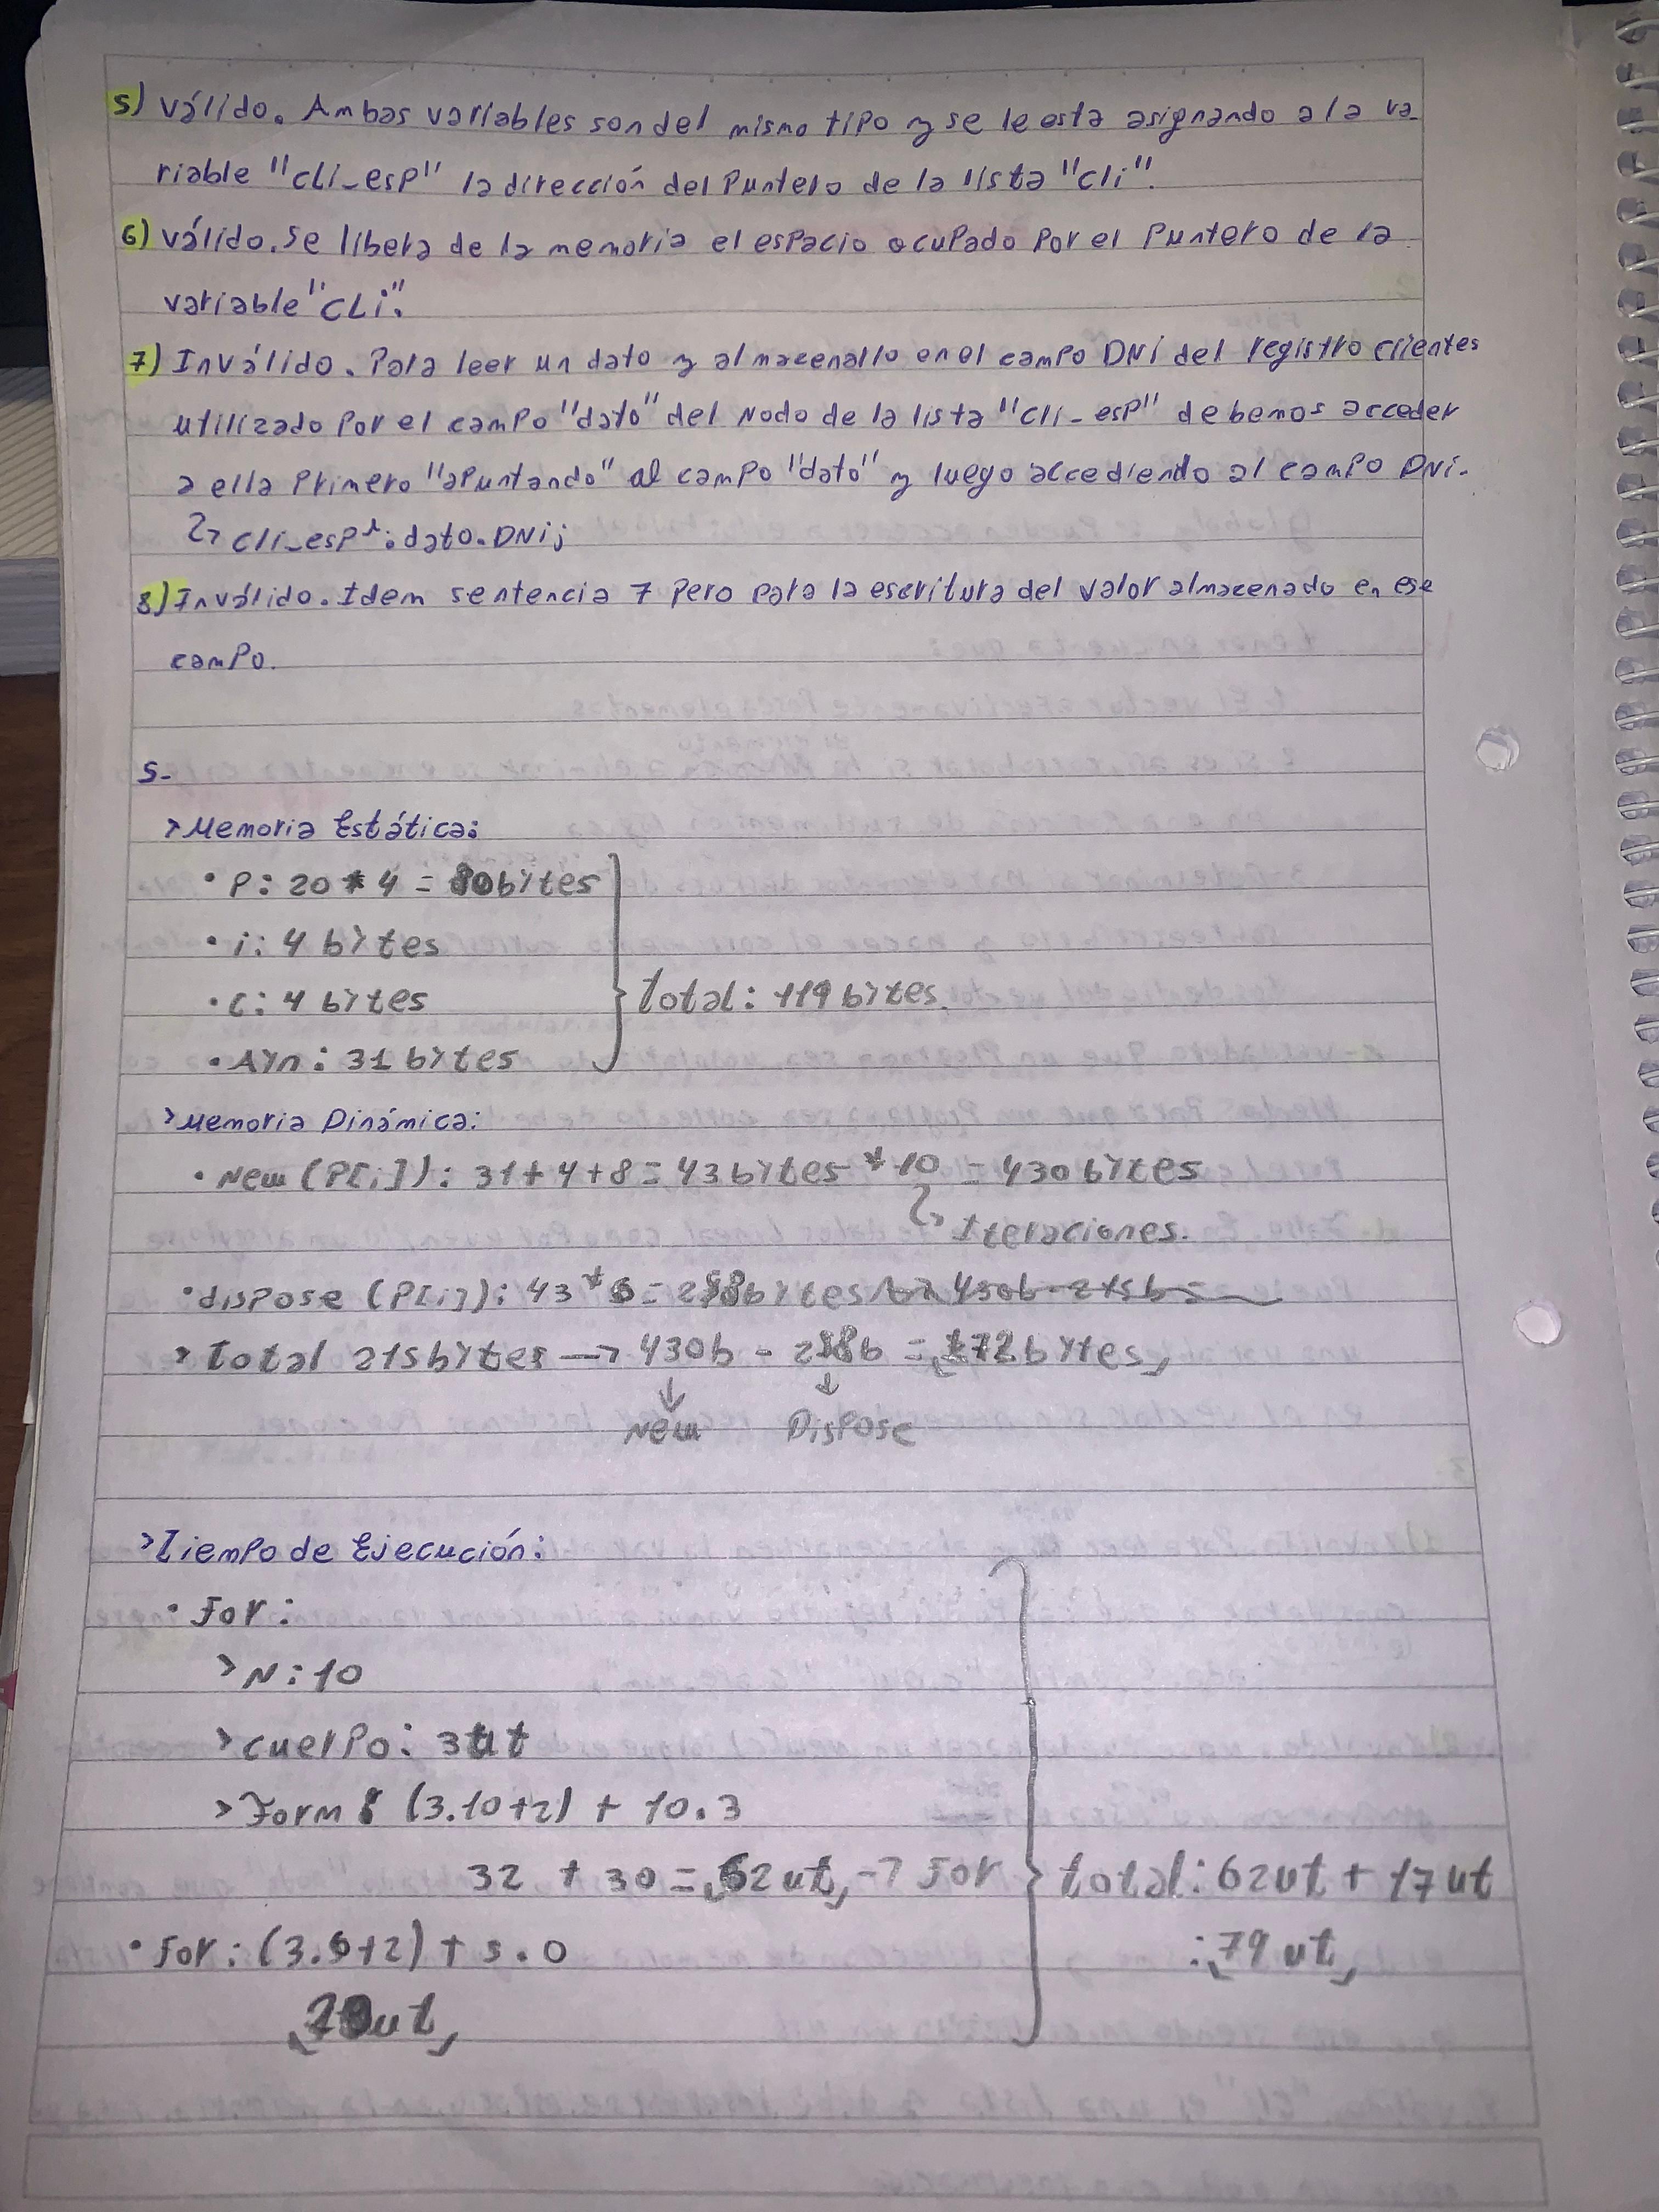 5) válido. Ambas variables son del mismo tipo y se le esta asignando a la va_
riable "cli_esp" la dirección del Puntero de la lista "cli".
6) válido. Se libera de la memoria el espacio ocupado Por el Puntero de la
variable "CLi".
7) Inválido. Para leer un dato y almacenarlo en el campo DNI del registro clientes
utilizado Por el campo "dato" del Nodo de la lista "cli_esp" debemos acceder
a ella Primero "apuntando" al campo "dato" y luego accediendo al campo DNI.
↳ cli_esp^.dato.DNI;
8) Inválido. Idem sentencia 7 Pero para la escritura del valor almacenado en ese
campo.
5-
> Memoria Estática:
• P: 20 * 4 = 80 bytes
• i: 4 bytes
• C: 4 bytes
total: 119 bytes.
• Ayn: 31 bytes
> Memoria Dinámica:
• New (P[i]): 31 + 4 + 8 = 43 bytes * 10 = 430 bytes
↳ Iteraciones.
• dispose (P[i]): 43 * 6 = bytes
> Total 215 bytes → 430b - = bytes
↓ ↓
New Dispose
> Tiempo de Ejecución:
• For:
> N: 10
> cuerpo: 3ut
> Form: (3.10+2) + 10.3
32 + 30 = 62 ut → For
total: 62ut + 17ut
: 79 ut
• for: (3. +2) + 5.0
ut